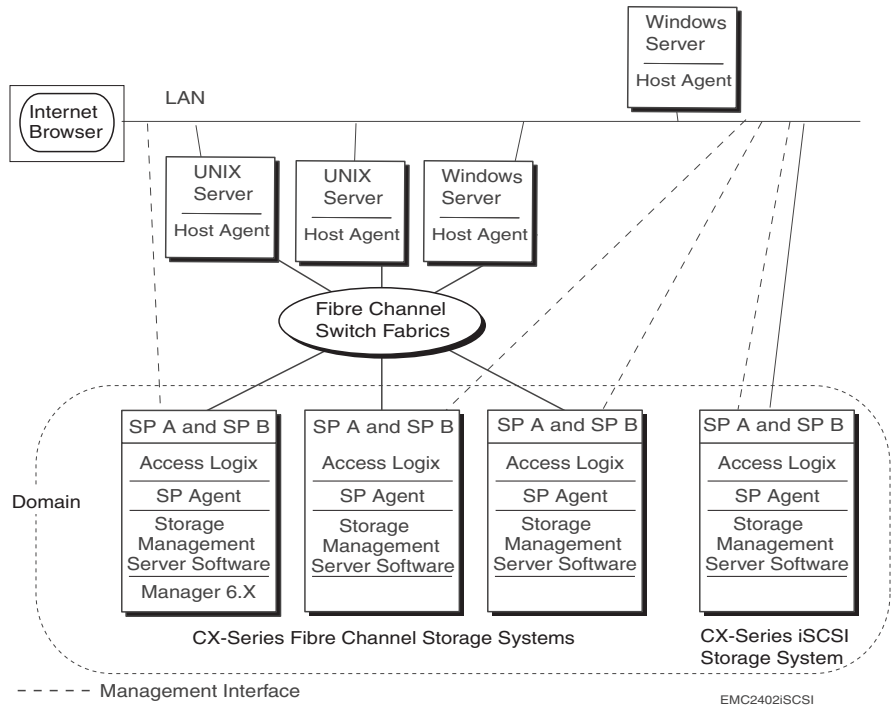 Windows
Server
Host Agent
LAN
Internet
Browser
UNIX
Server
Host Agent
UNIX
Server
Host Agent
Windows
Server
Host Agent
Fibre Channel
Switch Fabrics
SP A and SP B
Access Logix
SP Agent
Storage
Management
Server Software
Manager 6.X
SP A and SP B
Access Logix
SP Agent
Storage
Management
Server Software
SP A and SP B
Access Logix
SP Agent
Storage
Management
Server Software
SP A and SP B
Access Logix
SP Agent
Storage
Management
Server Software
Domain
CX-Series Fibre Channel Storage Systems
CX-Series iSCSI
Storage System
Management Interface
EMC2402iSCSI